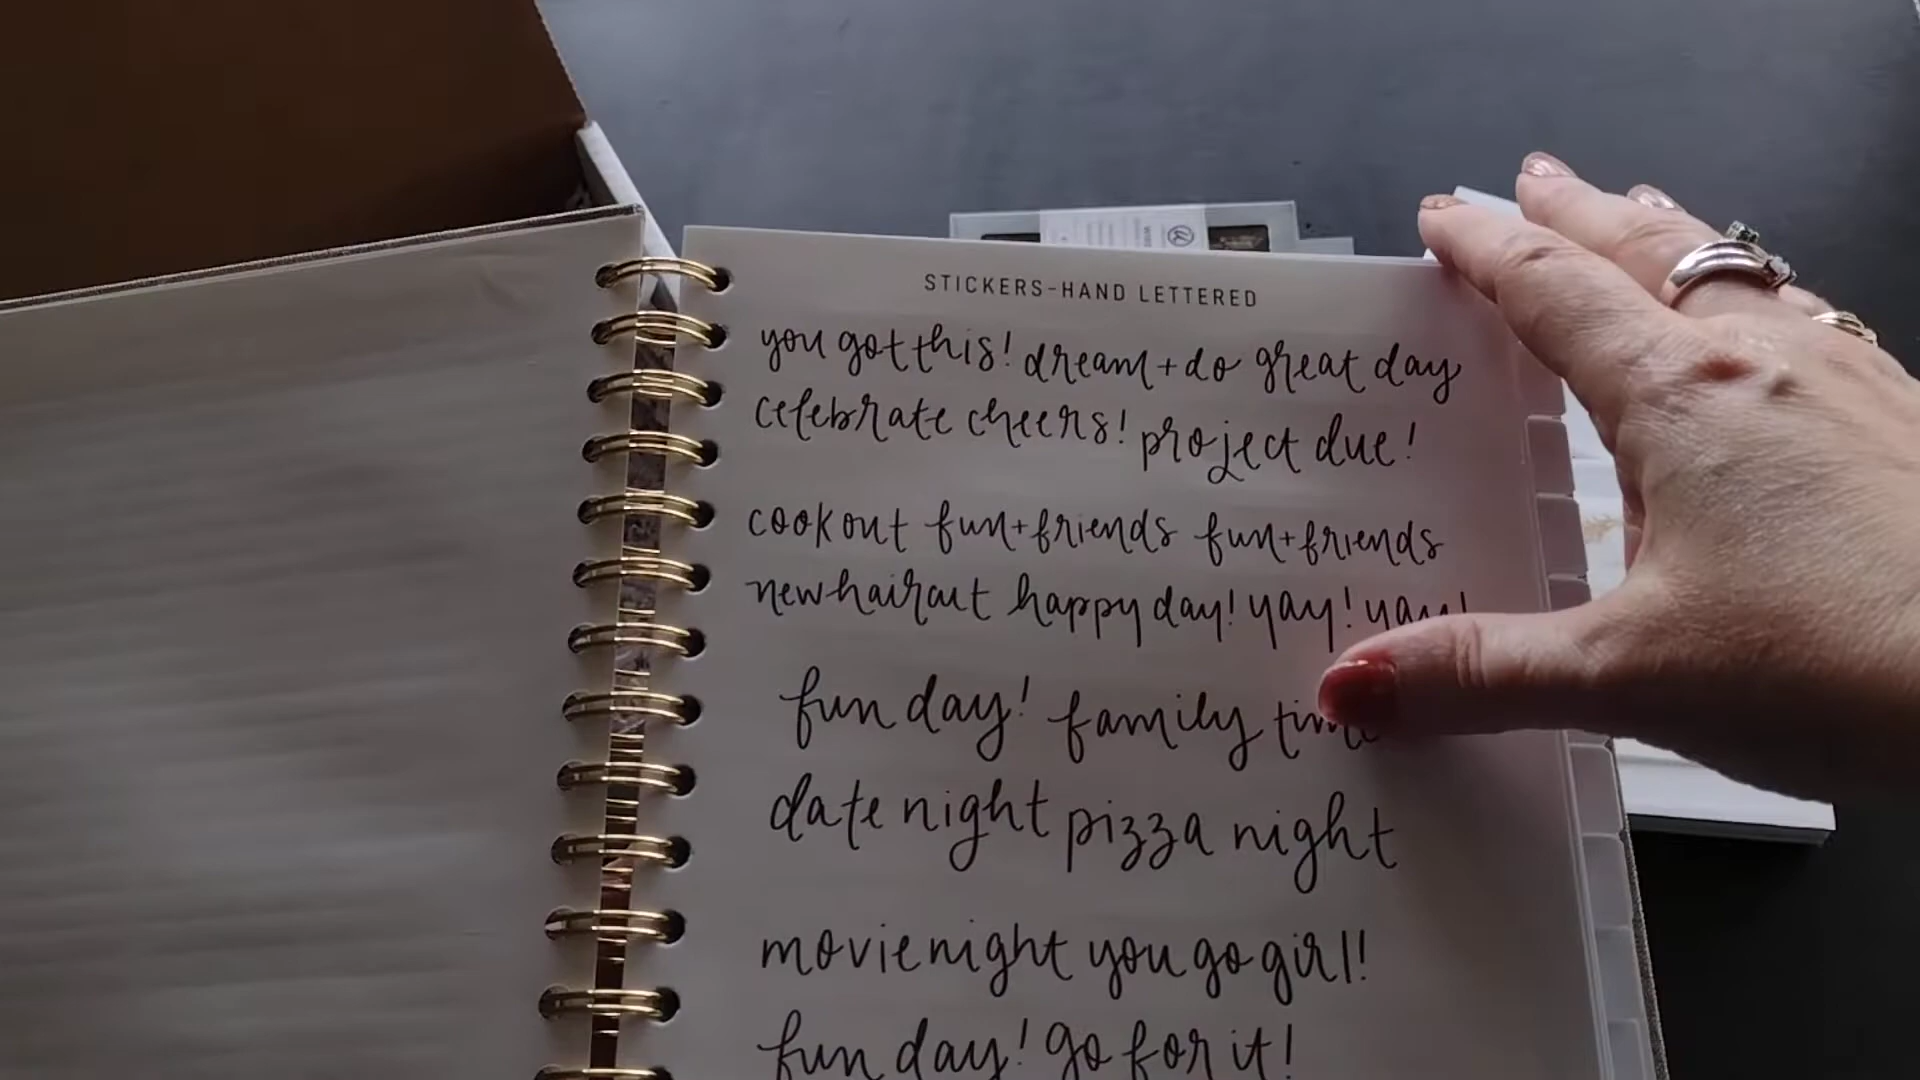 STICKERS-HAND LETTERED
you got this! dream+do great day
celebrate cheers! project due!
cookout fun+friends fun+friends
new haircut happy day! yay! yay!
fun day! family time
date night pizza night
movie night you go girl!
fun day! go for it!